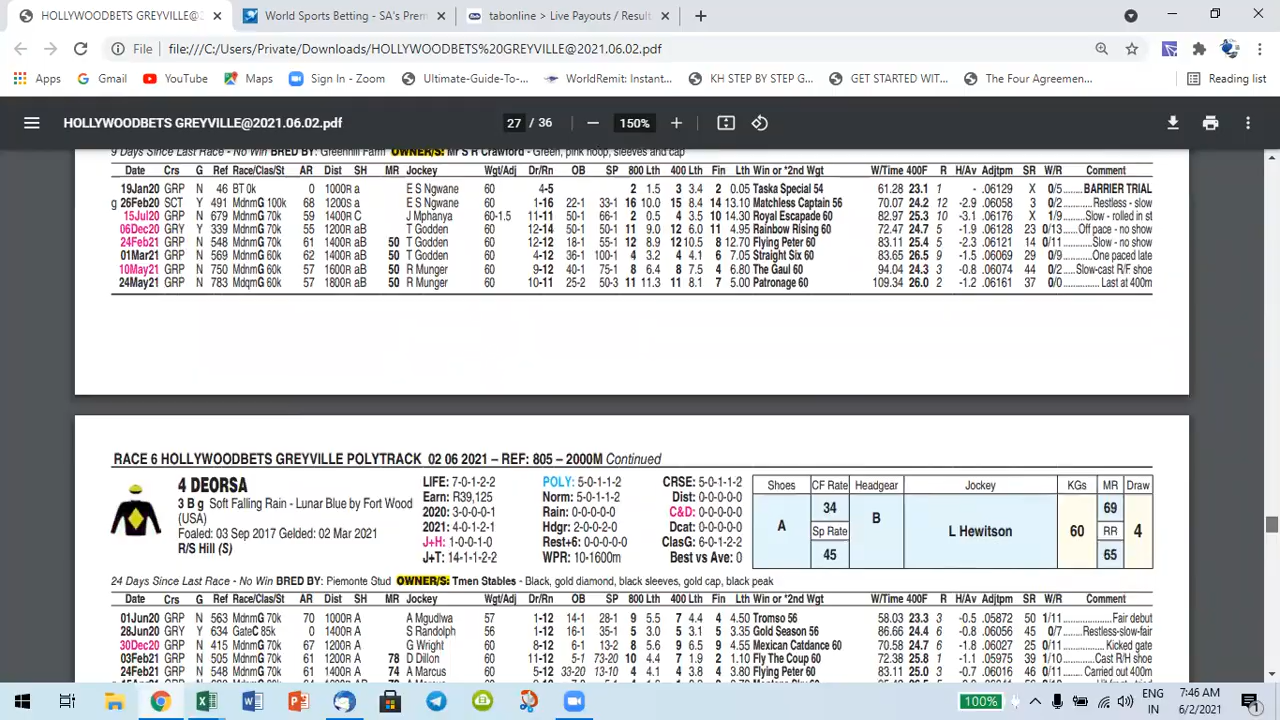 HOLLYWOODBETS GREYVILLE@2
World Sports Betting - SA's Premi
tabonline > Live Payouts / Result
File file:///C:/Users/Private/Downloads/HOLLYWOODBETS%20GREYVILLE@2021.06.02.pdf
Apps Gmail YouTube Maps Sign In - Zoom Ultimate-Guide-To-... WorldRemit: Instant... KH STEP BY STEP G... GET STARTED WIT... The Four Agreemen... Reading list
HOLLYWOODBETS GREYVILLE@2021.06.02.pdf 27 / 36 150%
9 Days Since Last Race - No Win BRED BY: Greenhill Farm OWNER/S: Mr S R Crawford - Green, pink hoop, sleeves and cap
Date Crs G Ref Race/Clas/St AR Dist SH MR Jockey Wgt/Adj Dr/Rn OB SP 800 Lth 400 Lth Fin Lth Win or *2nd Wgt W/Time 400F R H/Av Adjtpm SR W/R Comment
19Jan20 GRP N 46 BT 0k 0 1000R a E S Ngwane 60 4-5 2 1.5 3 3.4 2 0.05 Taska Special 54 61.28 23.1 1 - .06129 X 0/5 ........ BARRIER TRIAL
g 26Feb20 SCT Y 491 MdnmG 100k 68 1200S a E S Ngwane 60 1-16 22-1 33-1 16 10.0 15 8.4 14 13.10 Matchless Captain 56 70.07 24.2 12 -2.9 .06058 3 0/2 ............. Restless - slow
15Jul20 GRP N 679 MdnmG 70k 59 1400R C J Mphanya 60-1.5 11-11 50-1 66-1 2 0.5 3 3.4 10 14.30 Royal Escapade 60 82.97 25.3 10 -3.1 .06176 X 1/9 ........ Slow - rolled in st
06Dec20 GRY Y 339 MdnmG 70k 55 1200R aB T Godden 60 12-14 50-1 50-1 11 9.0 12 6.0 11 4.95 Rainbow Rising 60 72.47 24.7 6 -1.5 .06128 23 0/13 ..... Off pace - no show
24Feb21 GRP N 548 MdnmG 70k 61 1400R aB 50 T Godden 60 12-12 18-1 55-1 12 8.9 12 10.5 8 12.70 Flying Peter 60 83.11 25.4 5 -2.3 .06121 14 0/11 .......... Slow - no show
01Mar21 GRP N 569 MdnmG 60k 62 1400R aB 50 T Godden 60 4-12 36-1 100-1 4 3.2 4 4.1 6 7.05 Straight Six 60 83.65 26.5 9 -1.5 .06069 29 0/9 ............ One paced late
10May21 GRP N 750 MdnmG 60k 57 1600R aB 50 R Munger 60 9-12 40-1 75-1 8 6.4 8 7.5 4 6.80 The Gaul 60 94.04 24.3 3 -0.8 .06074 44 0/2 ....... Slow-cast R/F shoe
24May21 GRP N 783 MdqmG 60k 57 1800R aB 50 R Munger 60 10-11 25-2 50-3 11 11.3 11 8.1 7 5.00 Patronage 60 109.34 26.0 2 -1.2 .06161 37 0/0 ............. Last at 400m
RACE 6 HOLLYWOODBETS GREYVILLE POLYTRACK 02 06 2021 – REF: 805 – 2000M Continued
4 DEORSA
3 B g Soft Falling Rain - Lunar Blue by Fort Wood
(USA)
Foaled: 03 Sep 2017 Gelded: 02 Mar 2021
R/S Hill (S)
LIFE: 7-0-1-2-2 POLY: 5-0-1-1-2 CRSE: 5-0-1-1-2
Earn: R39,125 Norm: 5-0-1-1-2 Dist: 0-0-0-0-0
2020: 3-0-0-0-1 Rain: 0-0-0-0-0 C&D: 0-0-0-0-0
2021: 4-0-1-2-1 Hdgr: 2-0-0-2-0 Dcat: 0-0-0-0-0
J+H: 1-0-0-1-0 Rest+6: 0-0-0-0-0 ClasG: 6-0-1-2-2
J+T: 14-1-1-2-2 WPR: 10-1600m Best vs Ave: 0
Shoes CF Rate Headgear Jockey KGs MR Draw
34 69
A Sp Rate B L Hewitson 60 RR 4
45 65
24 Days Since Last Race - No Win BRED BY: Piemonte Stud OWNER/S: Tmen Stables - Black, gold diamond, black sleeves, gold cap, black peak
Date Crs G Ref Race/Clas/St AR Dist SH MR Jockey Wgt/Adj Dr/Rn OB SP 800 Lth 400 Lth Fin Lth Win or *2nd Wgt W/Time 400F R H/Av Adjtpm SR W/R Comment
01Jun20 GRP N 563 MdnmG 70k 70 1000R A A Mgudlwa 57 1-12 14-1 28-1 9 5.5 7 4.4 4 4.50 Tromso 56 58.03 23.3 3 -0.5 .05872 50 1/11 ................... Fair debut
28Jun20 GRY Y 634 GateC 85k 0 1400R A S Randolph 56 1-12 16-1 35-1 5 3.0 5 3.1 5 3.35 Gold Season 56 86.66 24.4 8 -0.8 .06031 45 0/7 ....... Restless-slow-fair
30Dec20 GRP N 415 MdnmG 70k 67 1200R A G Wright 60 8-12 6-1 13-2 8 5.6 9 6.5 9 4.55 Mexican Catdance 60 70.58 24.7 6 -1.8 .06027 25 0/5 ................ Kicked gate
03Feb21 GRP N 505 MdnmG 70k 61 1200R A 78 D Dillon 60 11-12 5-1 73-20 10 4.4 7 1.9 2 1.10 Fly The Coup 60 72.38 25.8 1 -1.1 .05975 39 1/10 ............ Cast R/H shoe
24Feb21 GRP N 548 MdnmG 70k 61 1400R A 74 A Marcus 60 2-12 33-20 13-10 4 4.1 4 3.8 4 4.10 Flying Peter 60 83.11 25.0 3 -0.7 .06016 46 0/11 ....... Carried out 400m
100% ENG 7:46 AM
IN 6/2/2021